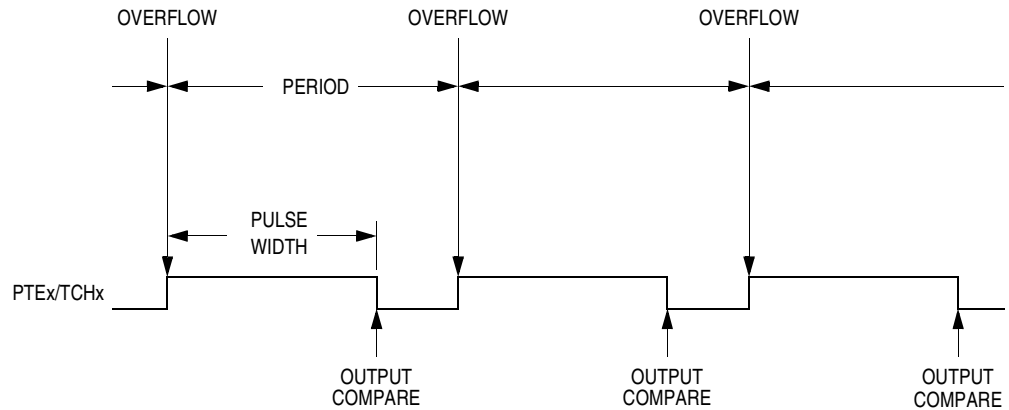 OVERFLOW
OVERFLOW
OVERFLOW
PERIOD
PULSE
WIDTH
PTEx/TCHx
OUTPUT
COMPARE
OUTPUT
COMPARE
OUTPUT
COMPARE